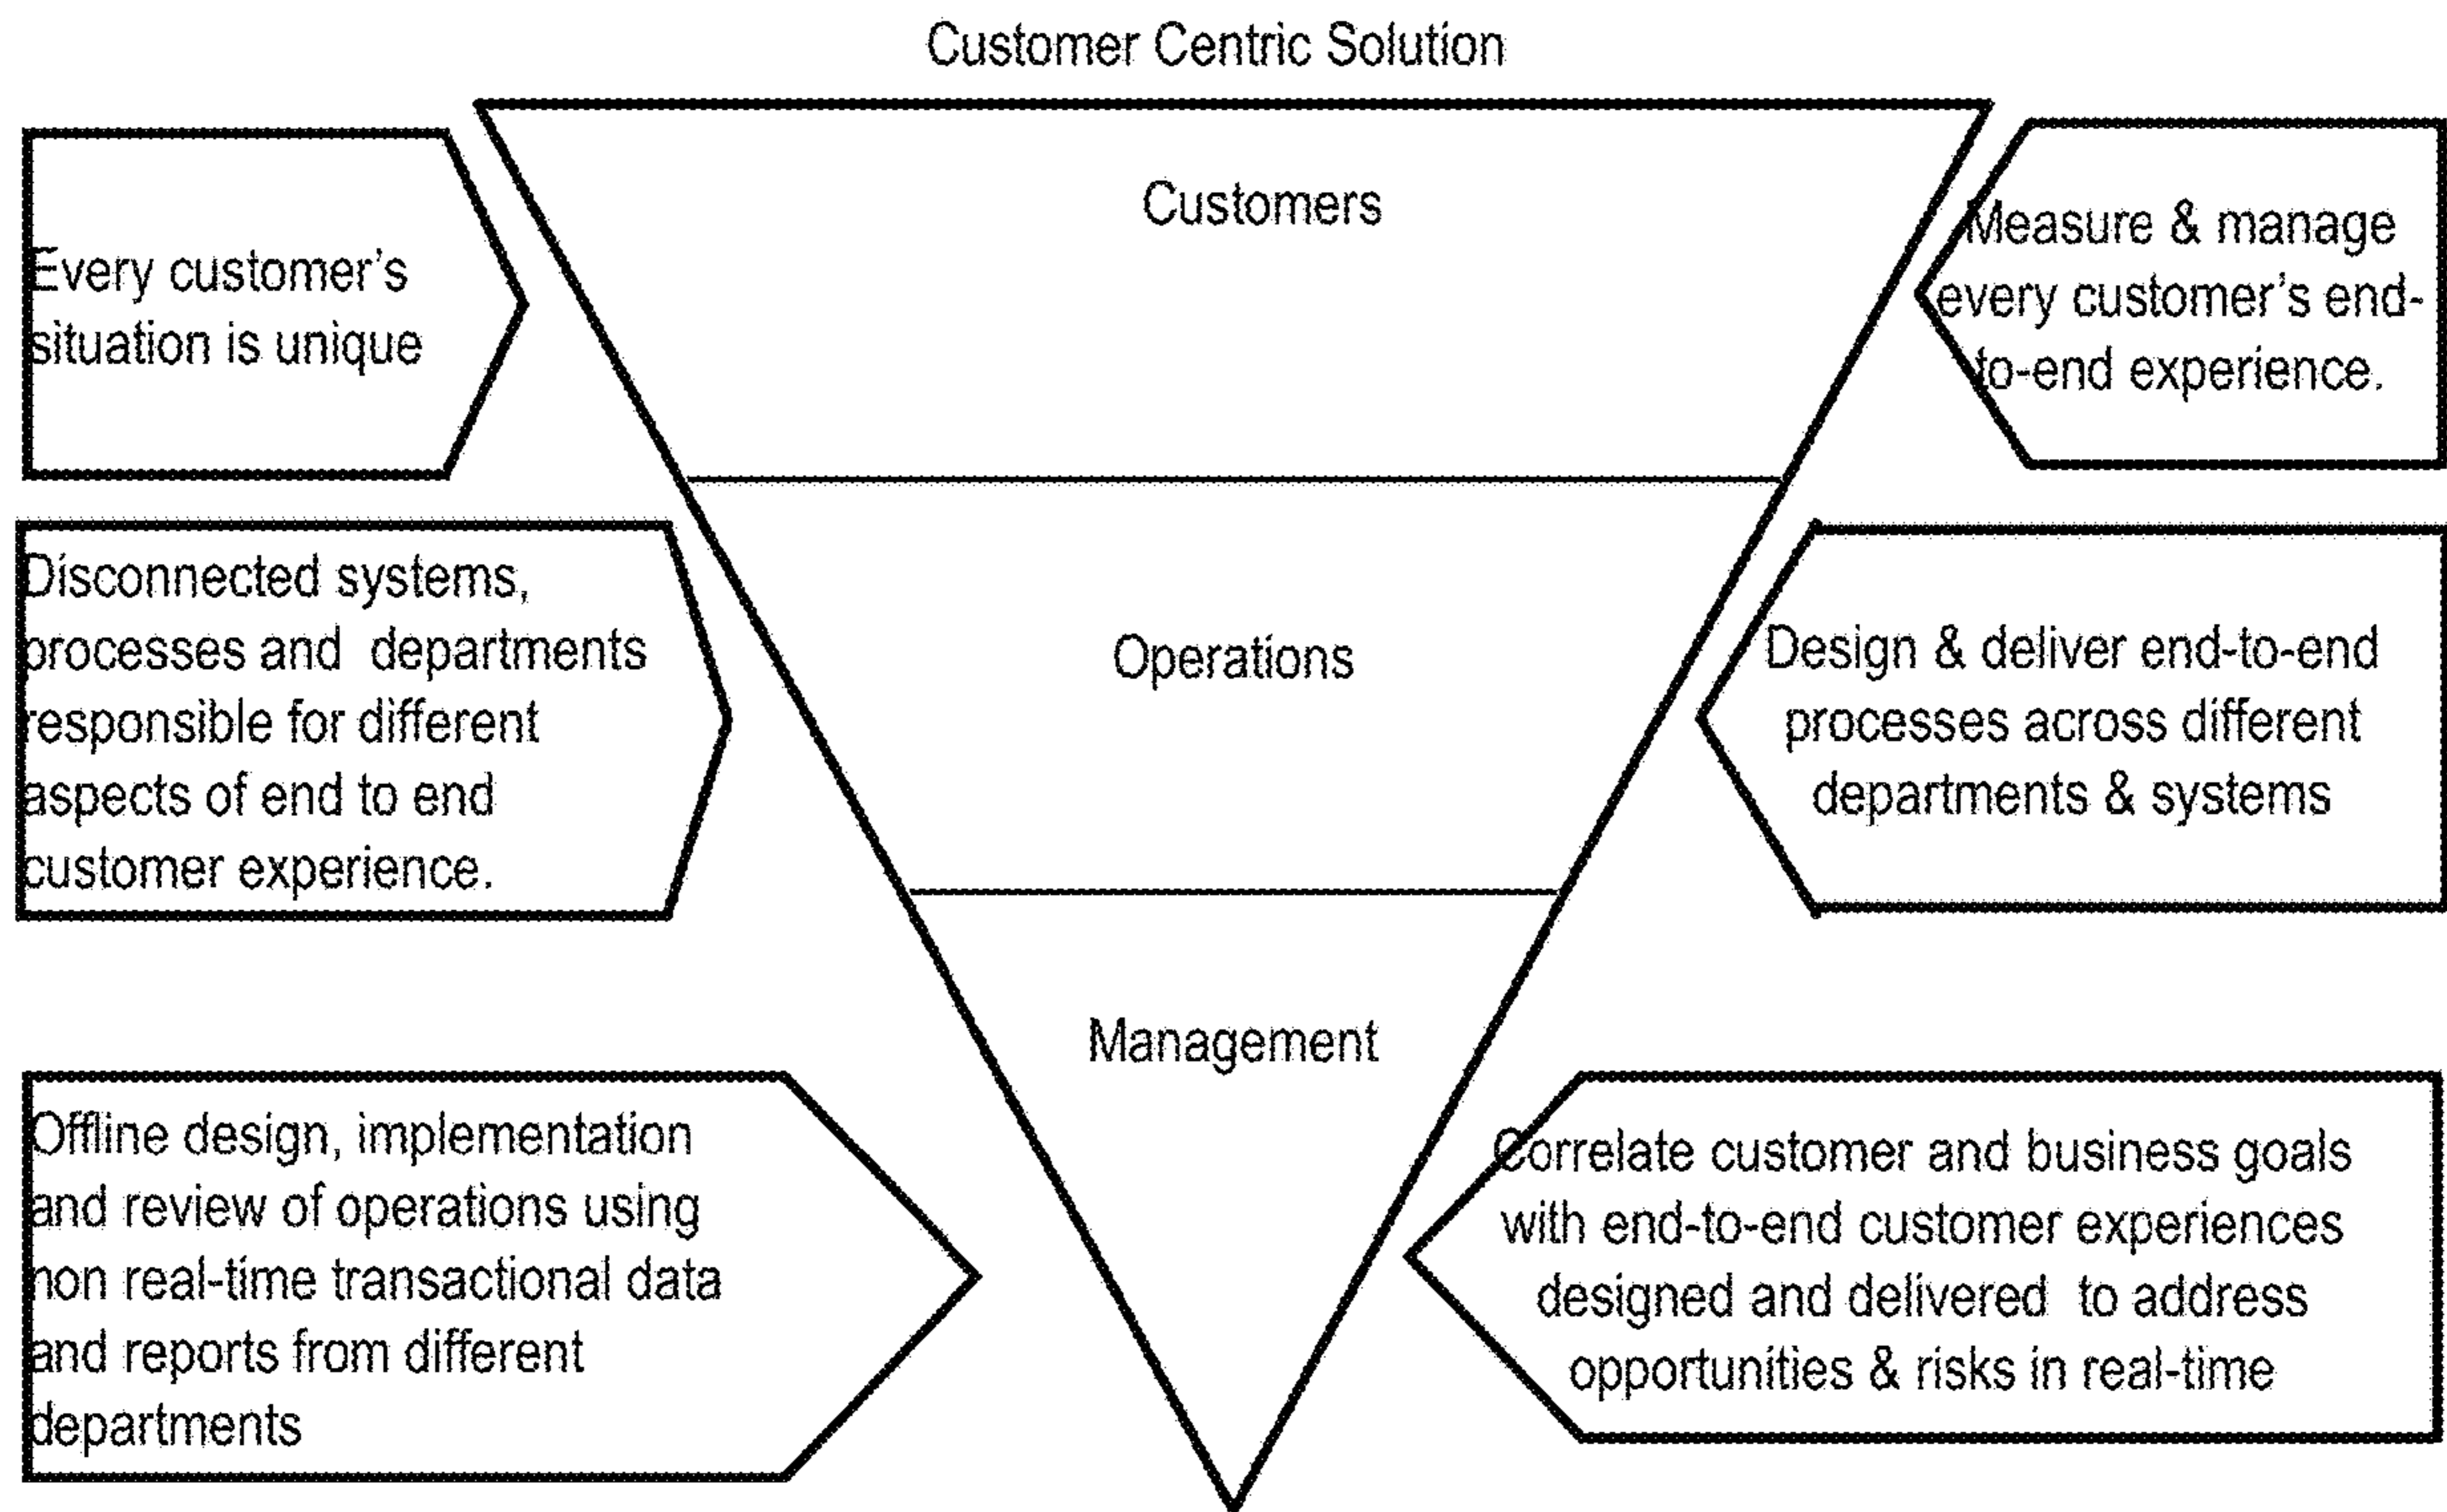 Customer Centric Solution
Customers
Every customer's
situation is unique
Measure & manage
every customer's end-
to-end experience.
Operations
Disconnected systems,
processes and departments
responsible for different
aspects of end to end
customer experience.
Design & deliver end-to-end
processes across different
departments & systems
Management
Offline design, implementation
and review of operations using
non real-time transactional data
and reports from different
departments
Correlate customer and business goals
with end-to-end customer experiences
designed and delivered to address
opportunities & risks in real-time